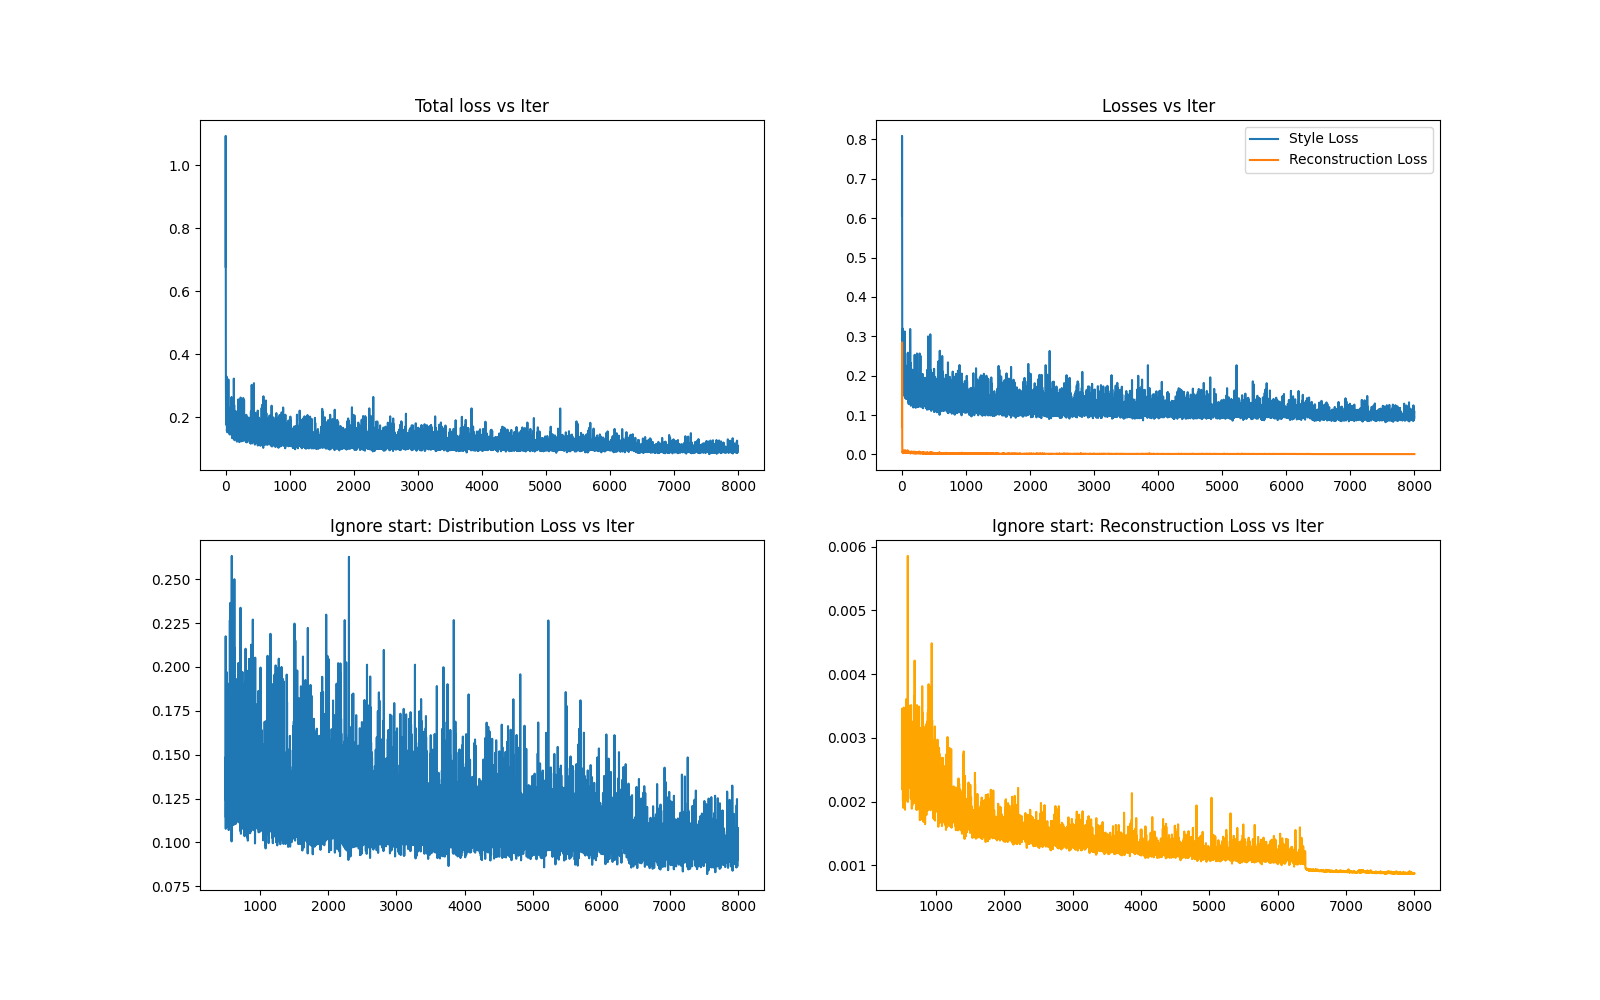 Total loss vs Iter
1.0
0.8
0.6
0.4
0.2
0 1000 2000 3000 4000 5000 6000 7000 8000
Losses vs Iter
Style Loss
Reconstruction Loss
0.8
0.7
0.6
0.5
0.4
0.3
0.2
0.1
0.0
0 1000 2000 3000 4000 5000 6000 7000 8000
Ignore start: Distribution Loss vs Iter
0.250
0.225
0.200
0.175
0.150
0.125
0.100
0.075
1000 2000 3000 4000 5000 6000 7000 8000
Ignore start: Reconstruction Loss vs Iter
0.006
0.005
0.004
0.003
0.002
0.001
1000 2000 3000 4000 5000 6000 7000 8000